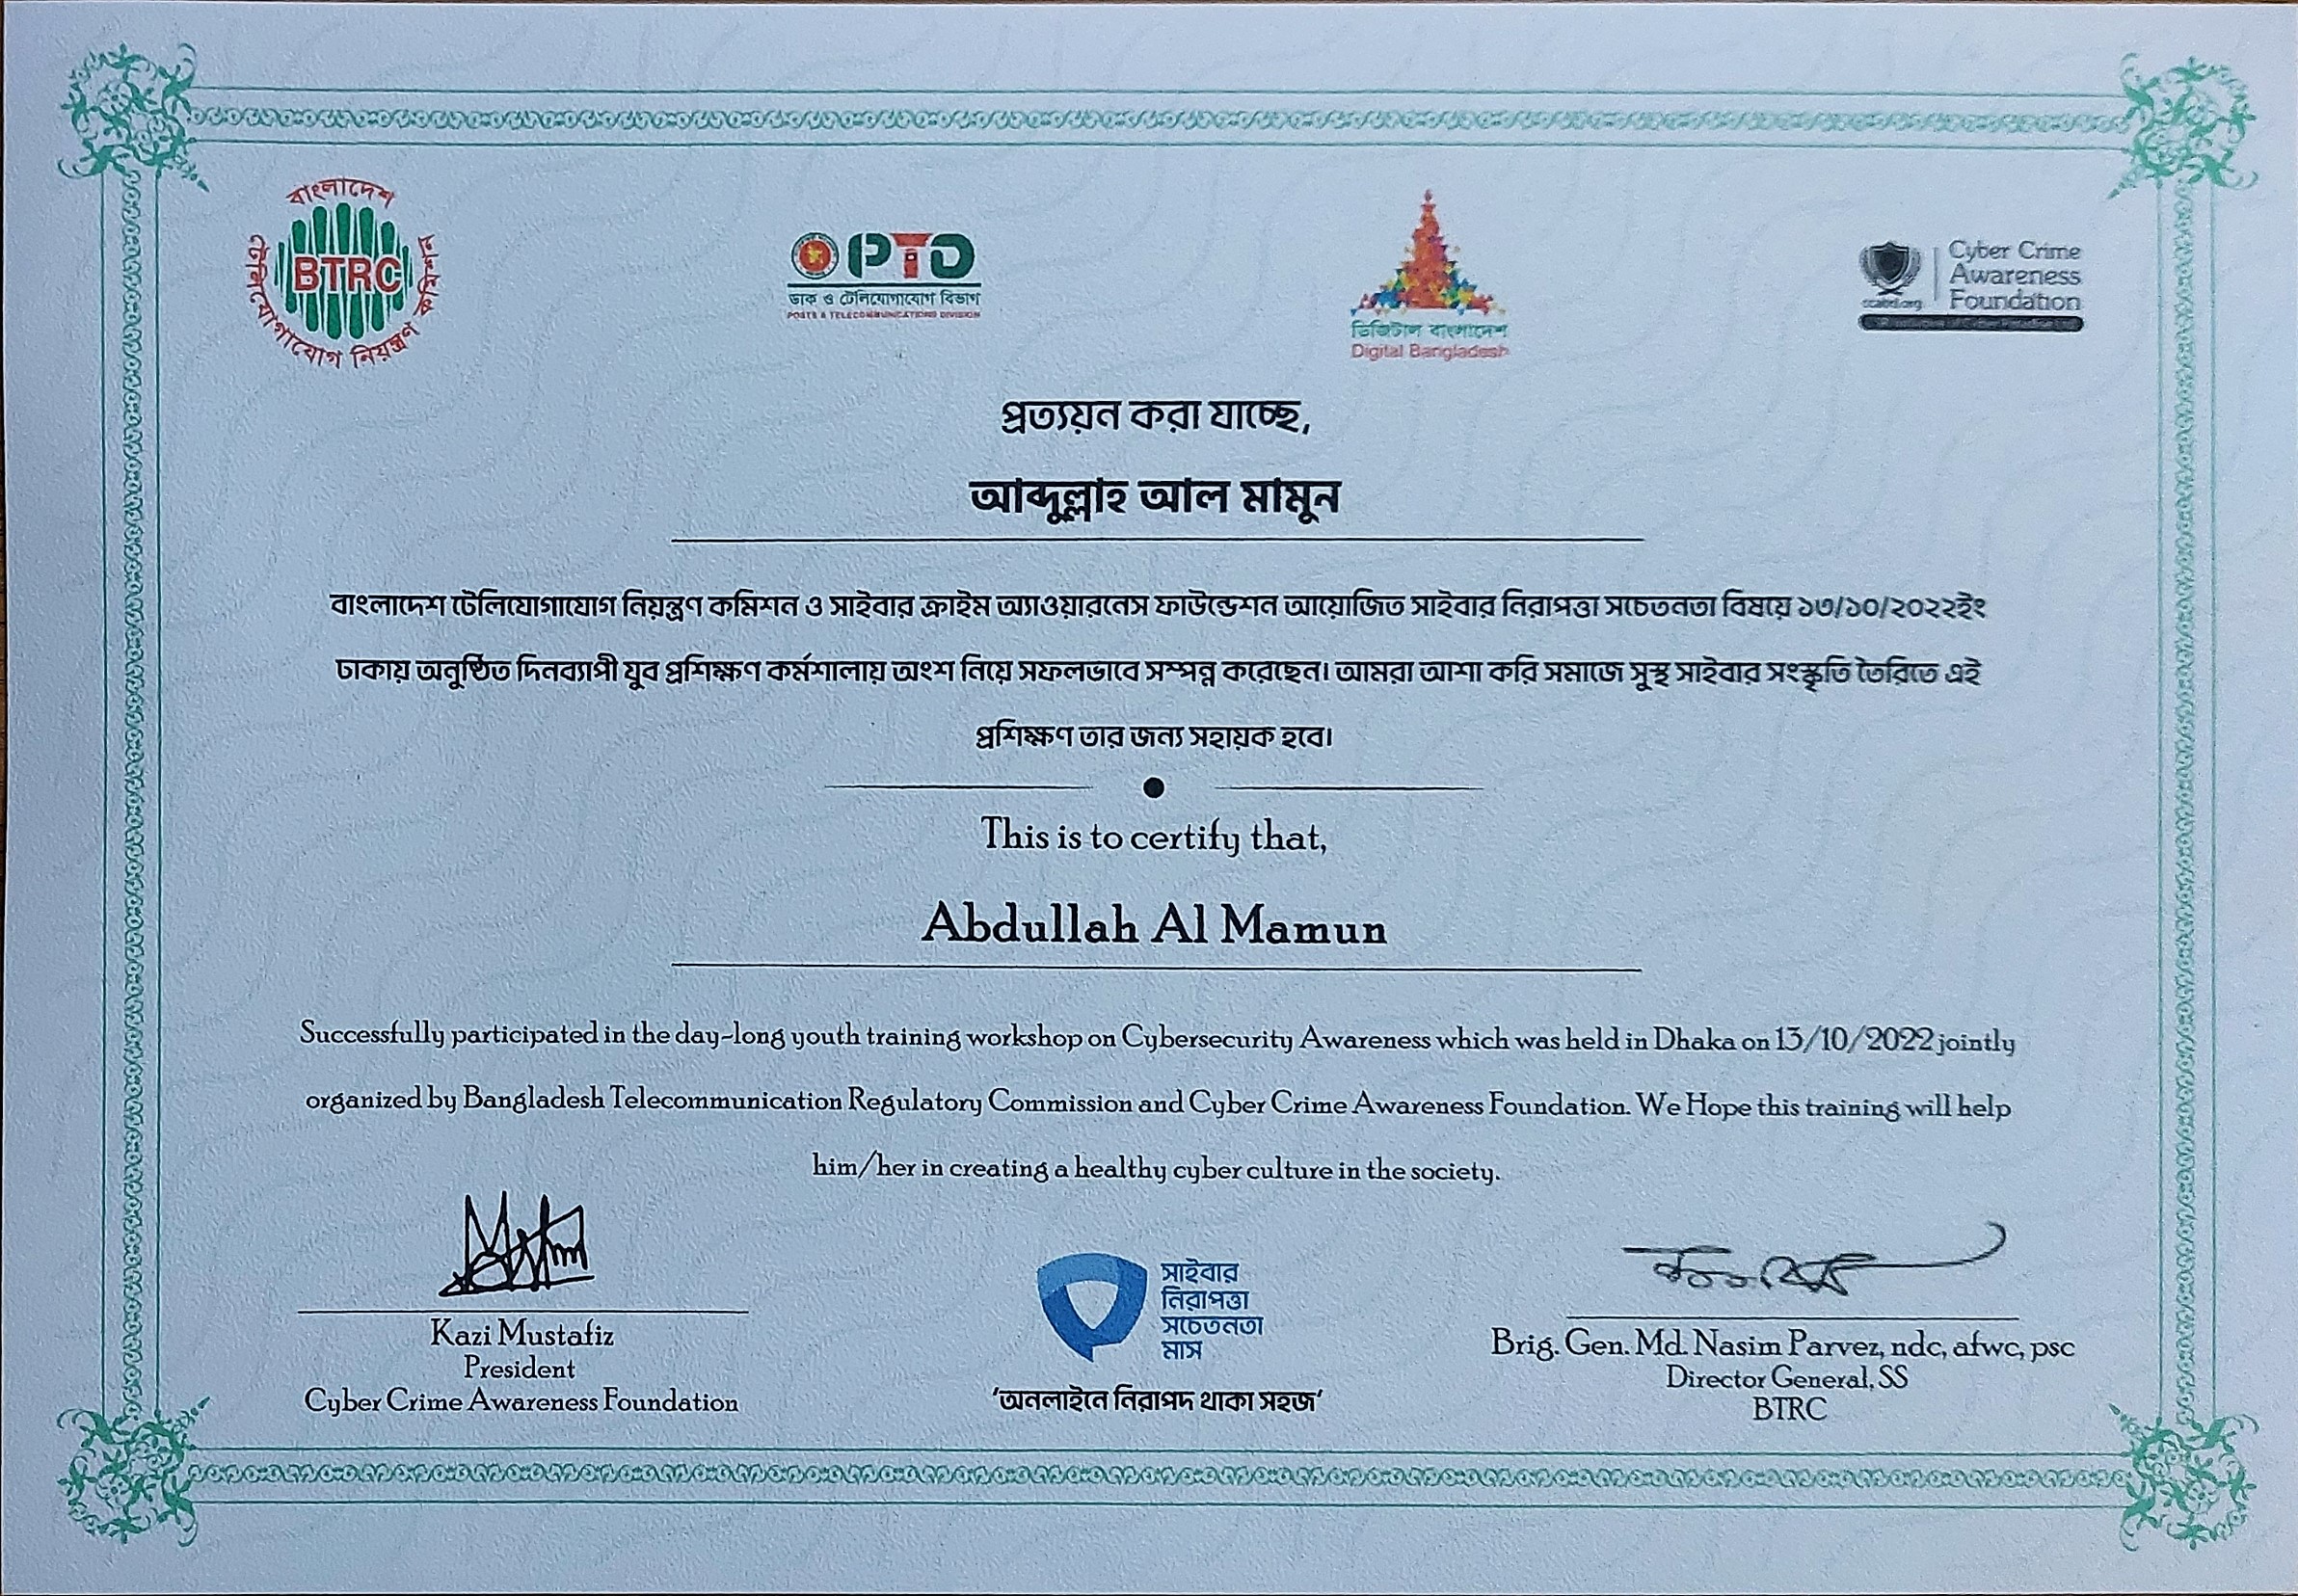 বাংলাদেশ
টেলিযোগাযোগ নিয়ন্ত্রণ কমিশন
BTRC
PTD
ডাক ও টেলিযোগাযোগ বিভাগ
POSTS & TELECOMMUNICATIONS DIVISION
ডিজিটাল বাংলাদেশ
Digital Bangladesh
Cyber Crime
Awareness
Foundation
প্রত্যয়ন করা যাচ্ছে,
আব্দুল্লাহ আল মামুন
বাংলাদেশ টেলিযোগাযোগ নিয়ন্ত্রণ কমিশন ও সাইবার ক্রাইম অ্যাওয়ারনেস ফাউন্ডেশন আয়োজিত সাইবার নিরাপত্তা সচেতনতা বিষয়ে ১৩/১০/২০২২ইং
ঢাকায় অনুষ্ঠিত দিনব্যাপী যুব প্রশিক্ষণ কর্মশালায় অংশ নিয়ে সফলভাবে সম্পন্ন করেছেন। আমরা আশা করি সমাজে সুস্থ সাইবার সংস্কৃতি তৈরিতে এই
প্রশিক্ষণ তার জন্য সহায়ক হবে।
This is to certify that,
Abdullah Al Mamun
Successfully participated in the day-long youth training workshop on Cybersecurity Awareness which was held in Dhaka on 13/10/2022 jointly
organized by Bangladesh Telecommunication Regulatory Commission and Cyber Crime Awareness Foundation. We Hope this training will help
him/her in creating a healthy cyber culture in the society.
Kazi Mustafiz
President
Cyber Crime Awareness Foundation
সাইবার
নিরাপত্তা
সচেতনতা
মাস
'অনলাইনে নিরাপদ থাকা সহজ'
Brig. Gen. Md. Nasim Parvez, ndc, afwc, psc
Director General, SS
BTRC